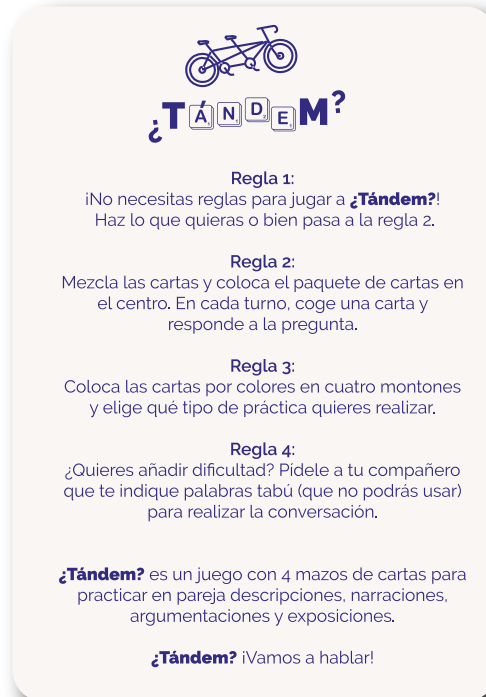 ¿TÁNDEM?
Regla 1:
¡No necesitas reglas para jugar a ¿Tándem?!
Haz lo que quieras o bien pasa a la regla 2.
Regla 2:
Mezcla las cartas y coloca el paquete de cartas en
el centro. En cada turno, coge una carta y
responde a la pregunta.
Regla 3:
Coloca las cartas por colores en cuatro montones
y elige qué tipo de práctica quieres realizar.
Regla 4:
¿Quieres añadir dificultad? Pídele a tu compañero
que te indique palabras tabú (que no podrás usar)
para realizar la conversación.
¿Tándem? es un juego con 4 mazos de cartas para
practicar en pareja descripciones, narraciones,
argumentaciones y exposiciones.
¿Tándem? ¡Vamos a hablar!